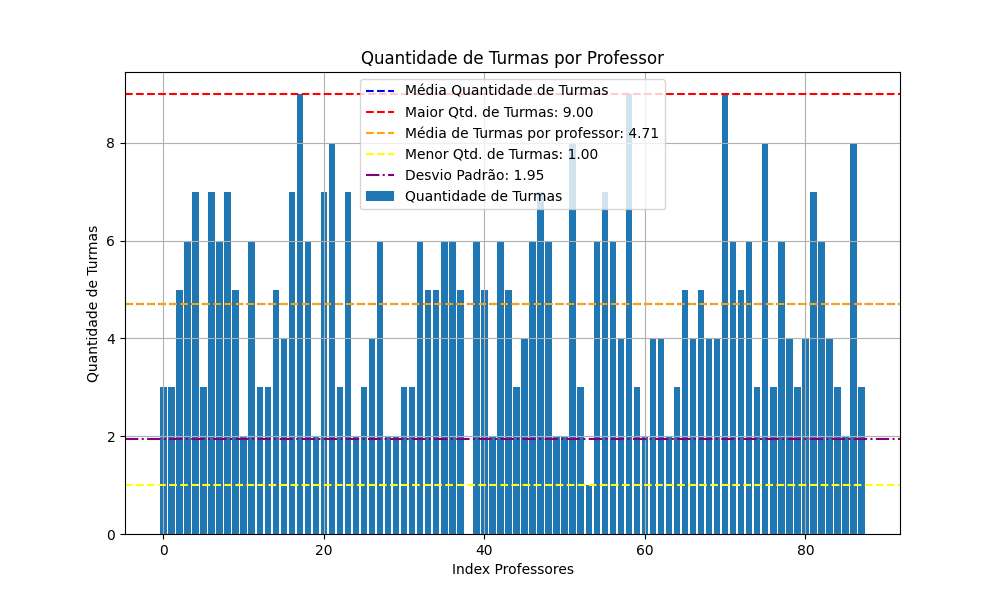 Quantidade de Turmas por Professor
Média Quantidade de Turmas
Maior Qtd. de Turmas: 9.00
Média de Turmas por professor: 4.71
Menor Qtd. de Turmas: 1.00
Desvio Padrão: 1.95
Quantidade de Turmas
Quantidade de Turmas
8
6
4
2
0
0 20 40 60 80
Index Professores